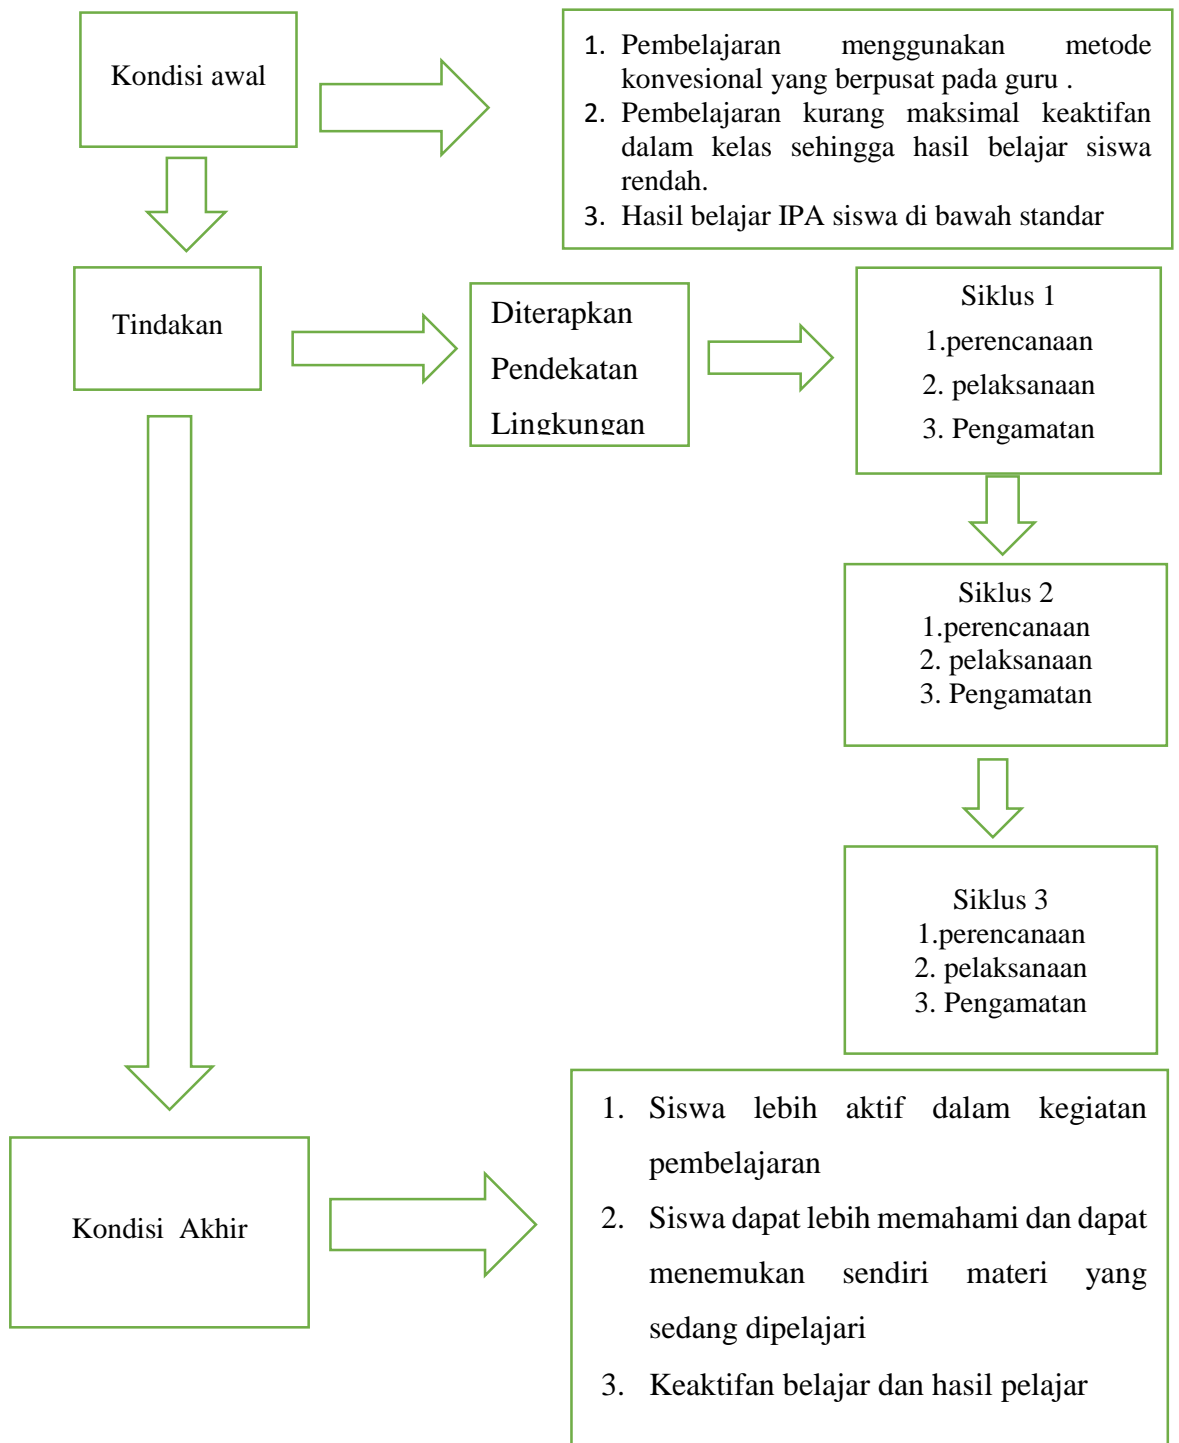 Kondisi awal
1. Pembelajaran menggunakan metode
konvesional yang berpusat pada guru .
2. Pembelajaran kurang maksimal keaktifan
dalam kelas sehingga hasil belajar siswa
rendah.
3. Hasil belajar IPA siswa di bawah standar
Tindakan
Diterapkan
Pendekatan
Lingkungan
Siklus 1
1.perencanaan
2. pelaksanaan
3. Pengamatan
Siklus 2
1.perencanaan
2. pelaksanaan
3. Pengamatan
Siklus 3
1.perencanaan
2. pelaksanaan
3. Pengamatan
Kondisi Akhir
1. Siswa lebih aktif dalam kegiatan
pembelajaran
2. Siswa dapat lebih memahami dan dapat
menemukan sendiri materi yang
sedang dipelajari
3. Keaktifan belajar dan hasil pelajar